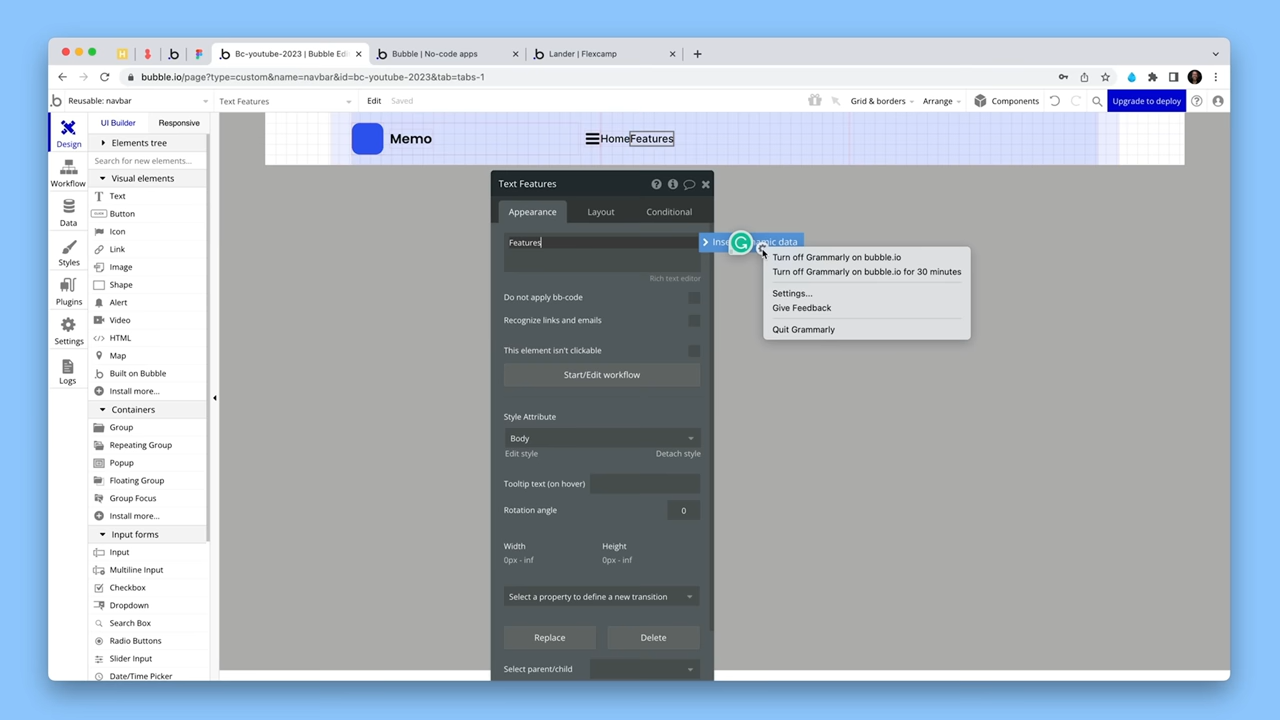 Bc-youtube-2023 | Bubble Edi
Bubble | No-code apps
Lander | Flexcamp
bubble.io/page?type=custom&name=navbar&id=bc-youtube-2023&tab=tabs-1
Reusable: navbar
Text Features
Edit
Saved
Grid & borders
Arrange
Components
Upgrade to deploy
Design
Workflow
Data
Styles
Plugins
Settings
Logs
UI Builder
Responsive
Elements tree
Search for new elements...
Visual elements
Text
Button
Icon
Link
Image
Shape
Alert
Video
HTML
Map
Built on Bubble
Install more...
Containers
Group
Repeating Group
Popup
Floating Group
Group Focus
Install more...
Input forms
Input
Multiline Input
Checkbox
Dropdown
Search Box
Radio Buttons
Slider Input
Date/Time Picker
Memo
Home
Features
Text Features
Appearance
Layout
Conditional
Features
Rich text editor
data
Do not apply bb-code
Recognize links and emails
This element isn't clickable
Start/Edit workflow
Style Attribute
Body
Edit style
Detach style
Tooltip text (on hover)
Rotation angle
0
Width
Height
0px - inf
0px - inf
Select a property to define a new transition
Replace
Delete
Select parent/child
Turn off Grammarly on bubble.io
Turn off Grammarly on bubble.io for 30 minutes
Settings...
Give Feedback
Quit Grammarly